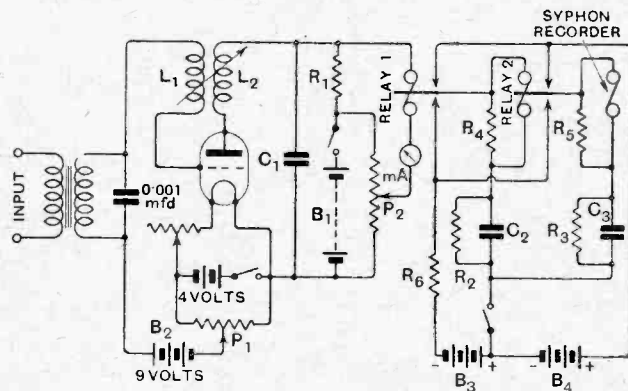 SYPHON
RECORDER
L1
L2
R1
RELAY 1
RELAY 2
R4
R5
INPUT
0·001
mfd
C1
mA
B1
P2
C2
C3
R2
R3
R6
4 VOLTS
P1
B2
9 VOLTS
- +
B3
- +
B4